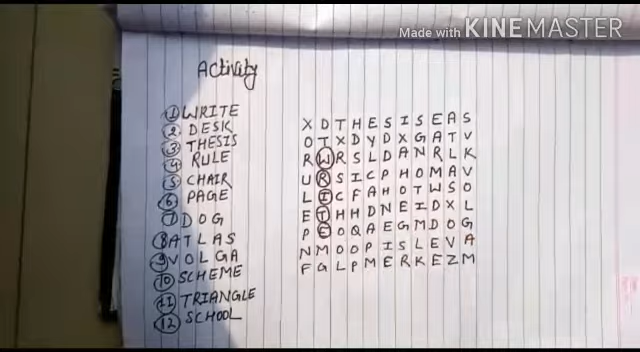 Made with KINEMASTER
Activity
① WRITE
② DESK
③ THESIS
④ RULE
⑤ CHAIR
⑥ PAGE
⑦ DOG
⑧ ATLAS
⑨ VOLGA
⑩ SCHEME
⑪ TRIANGLE
⑫ SCHOOL
X D T H E S I S E A S
O T X D Y D X G A T V
R W R S L D A N R L K
U R S I C P H O M A V
L I C F A H O T W S O
E T H H D N E I D X L
P E O Q A E G M D O G
N M O O P I S L E V A
F G L P M E R K E Z M